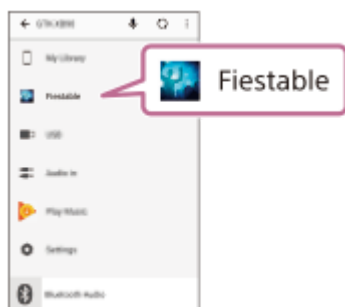 GTK-XB90
My Library
Fiestable
Fiestable
USB
Audio in
Play Music
Settings
Bluetooth Audio